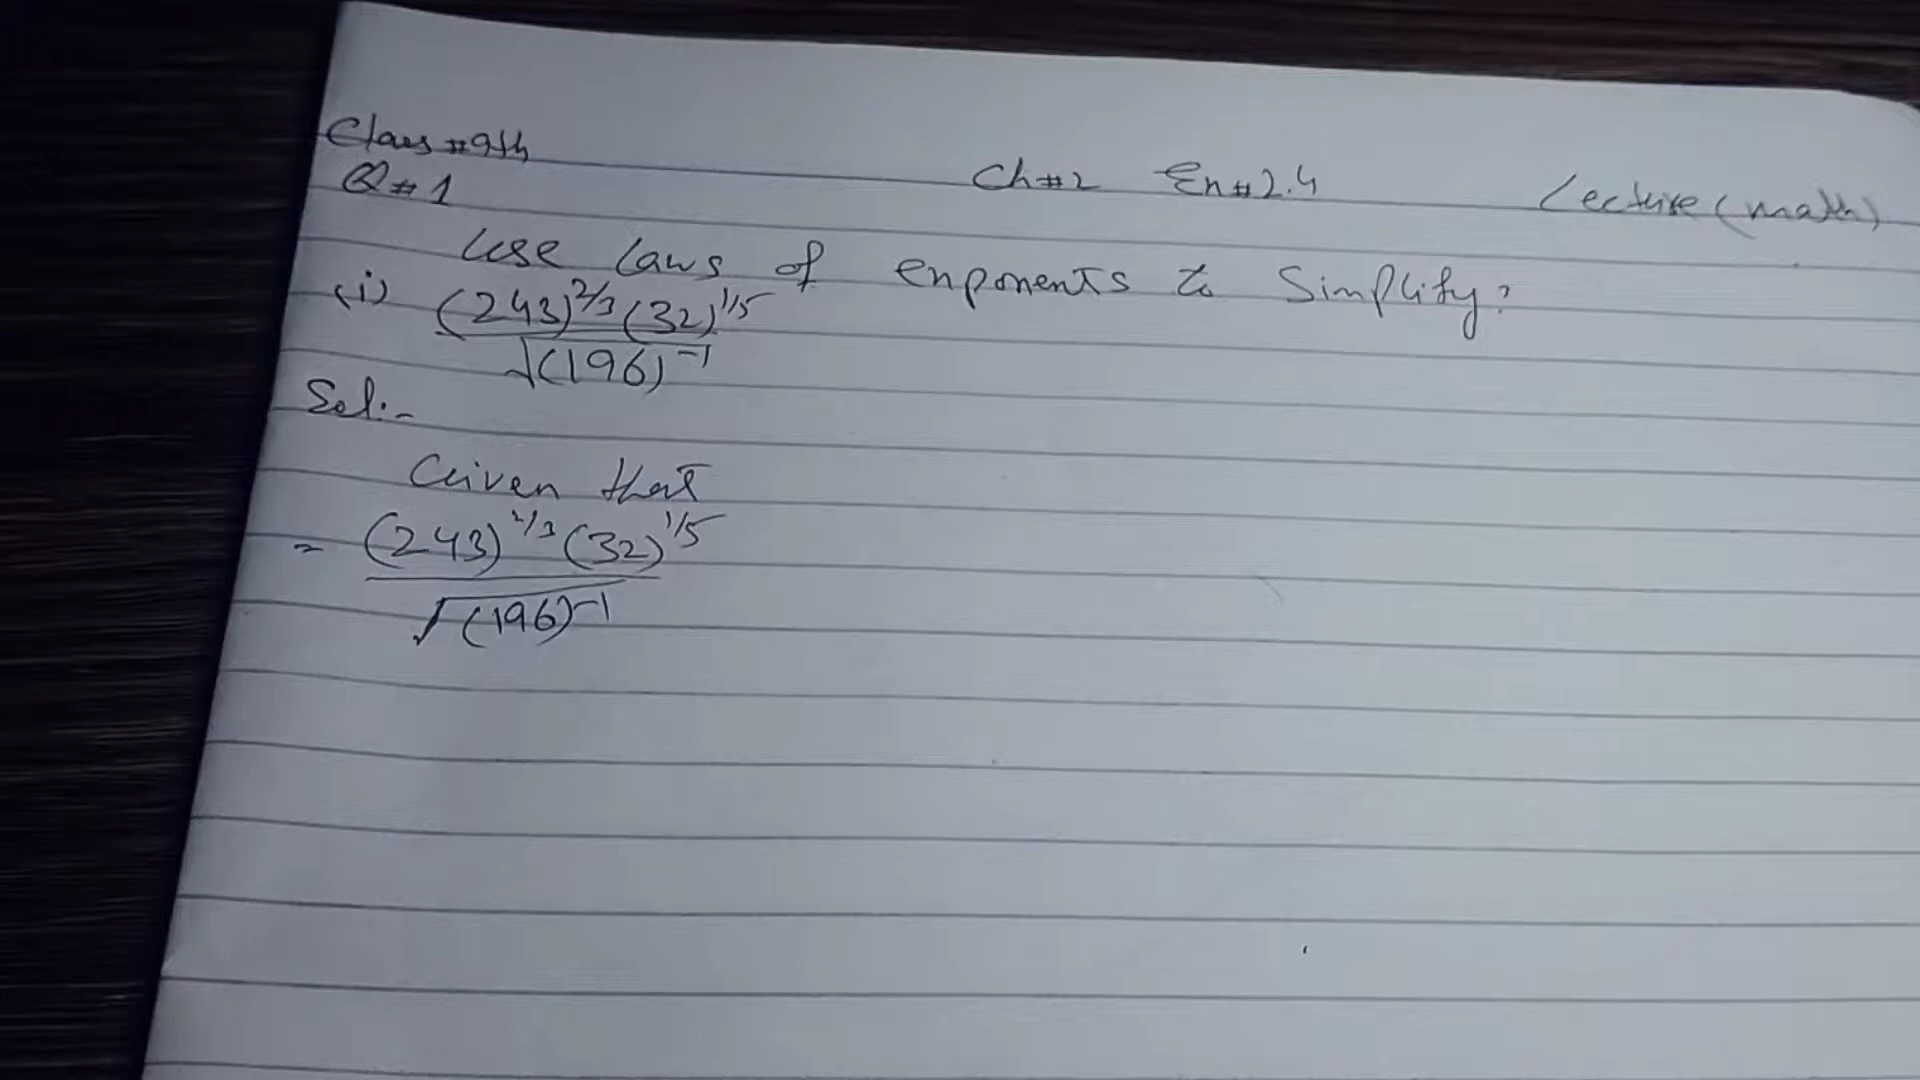 Class #9th
Ch#2 Ex#2.4 Lecture (math)
Q#1
Use laws of exponents to Simplify?
(i) (243)^2/3 (32)^1/5
√(196)^-1
Sol:-
Given that
= (243)^2/3 (32)^1/5
√(196)^-1